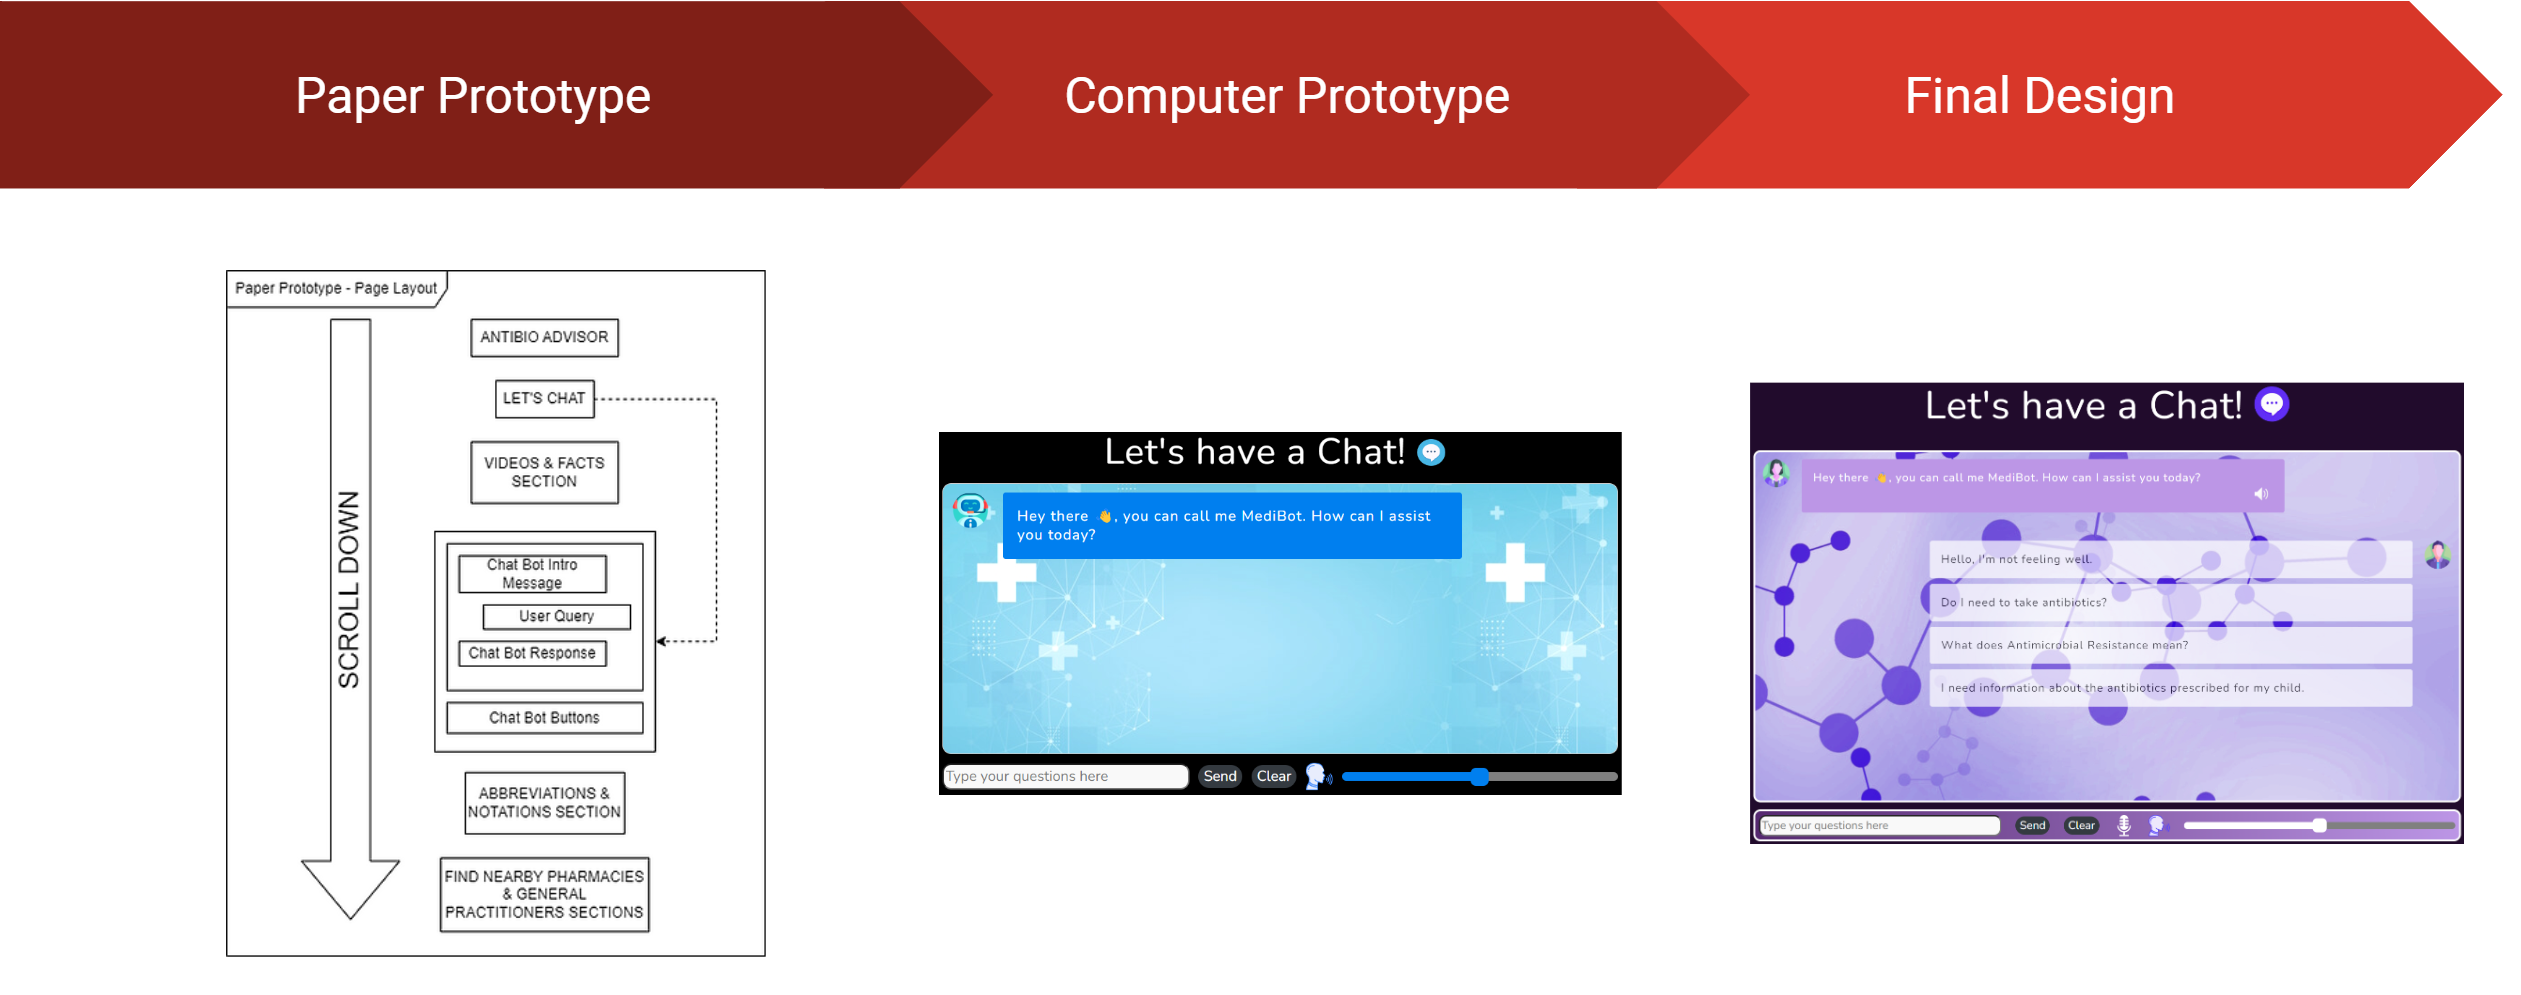 Paper Prototype
Computer Prototype
Final Design
Paper Prototype - Page Layout
SCROLL DOWN
ANTIBIO ADVISOR
LET'S CHAT
VIDEOS & FACTS
SECTION
Chat Bot Intro
Message
User Query
Chat Bot Response
Chat Bot Buttons
ABBREVIATIONS &
NOTATIONS SECTION
FIND NEARBY PHARMACIES
& GENERAL
PRACTITIONERS SECTIONS
Let's have a Chat!
Hey there 👋, you can call me MediBot. How can I assist
you today?
Type your questions here
Send
Clear
Let's have a Chat!
Hey there 👋, you can call me MediBot. How can I assist you today?
Hello, I'm not feeling well.
Do I need to take antibiotics?
What does Antimicrobial Resistance mean?
I need information about the antibiotics prescribed for my child.
Type your questions here
Send
Clear